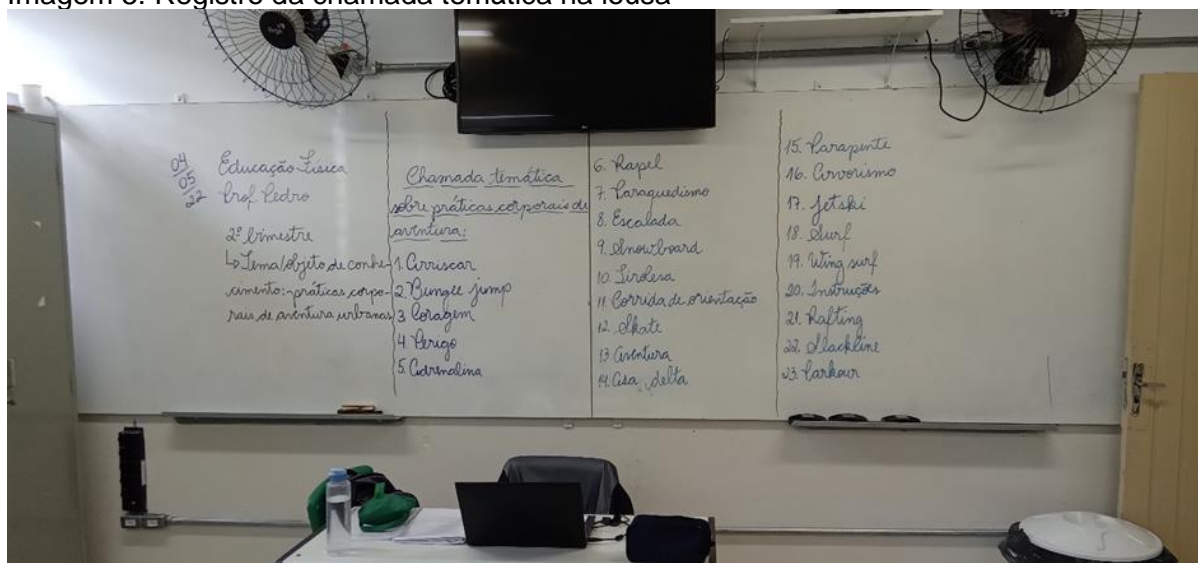 Imagem 3. Registro da chamada temática na lousa
04/05/22
Educação Física
Prof. Pedro
2º bimestre
↳ Tema/objeto de conhe-
cimento: práticas corpo-
rais de aventura urbanas
Chamada temática
sobre práticas corporais de
aventura:
1. Arriscar
2. Bungee jump
3 Coragem
4. Perigo
5. Adrenalina
6. Rapel
7. Paraquedismo
8. Escalada
9. Snowboard
10. Tirolesa
11. Corrida de orientação
12. Skate
13 Aventura
14. Asa delta
15. Parapente
16. Arvorismo
17. Jetski
18. Surf
19. Wing surf
20. Instruções
21. Rafting
22. Slackline
23. Parkour